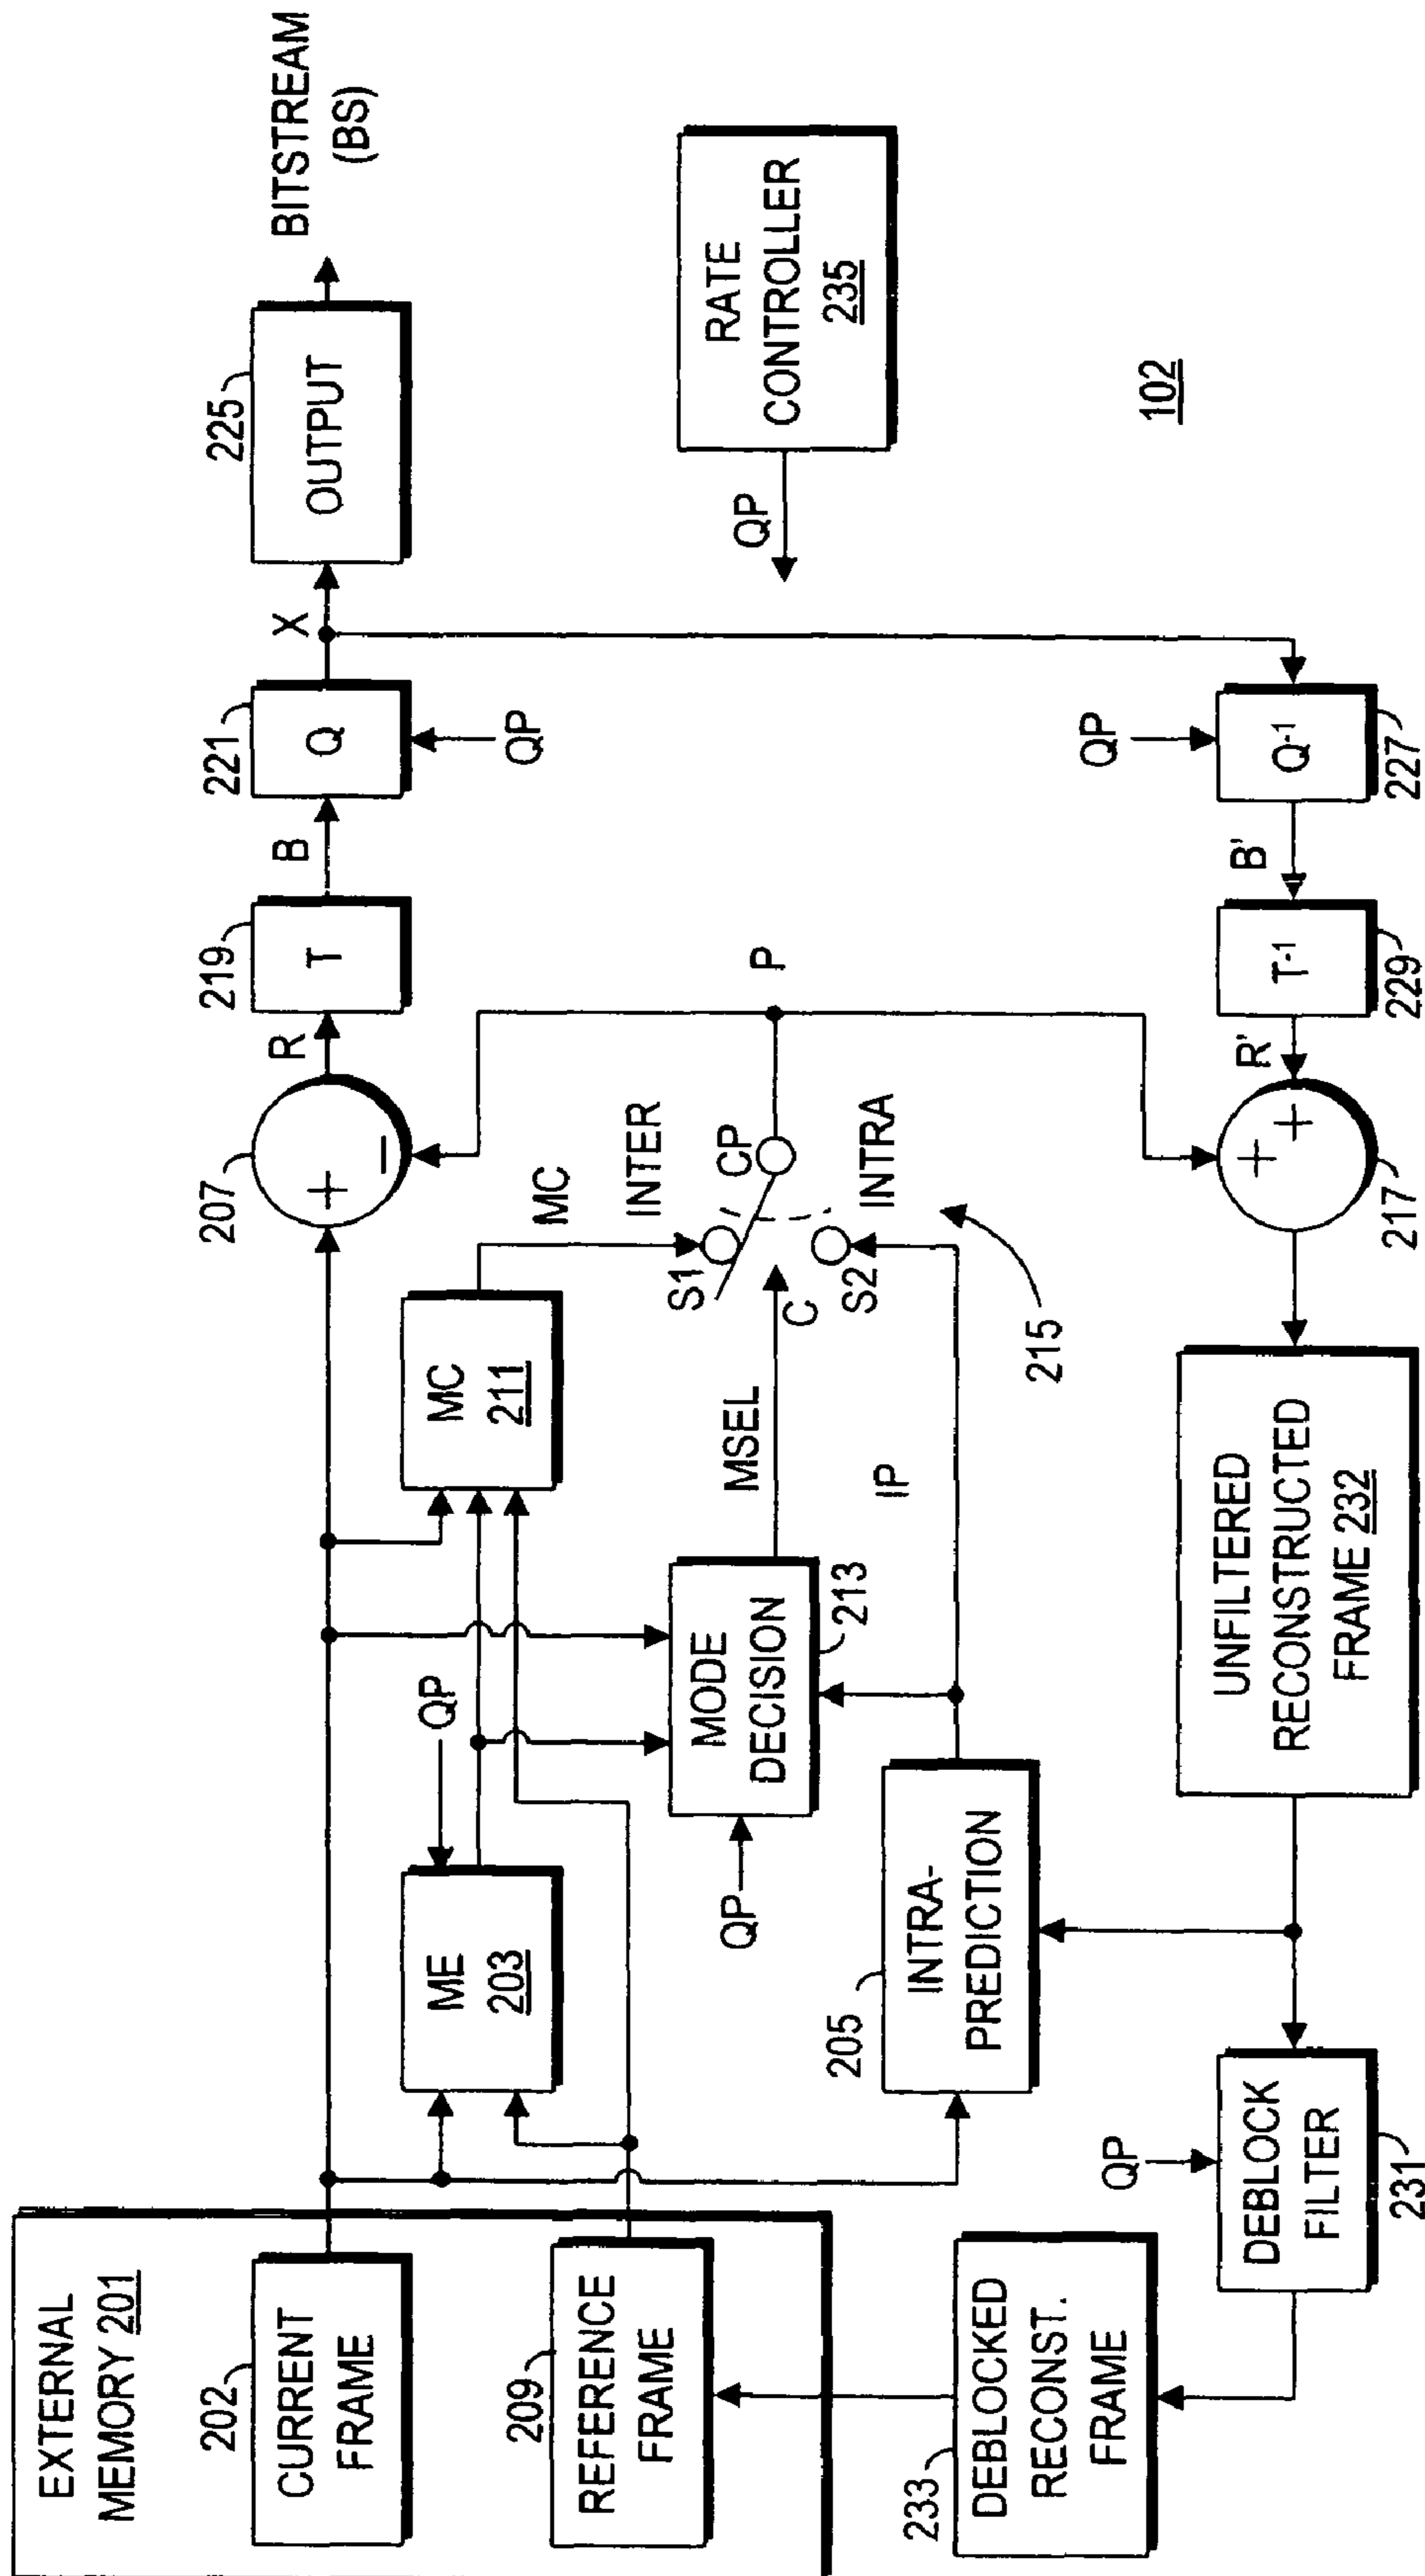 EXTERNAL
MEMORY 201
202
CURRENT
FRAME
209
REFERENCE
FRAME
233
DEBLOCKED
RECONST.
FRAME
QP
DEBLOCK
FILTER
231
ME
203
QP
QP
MODE
DECISION
213
205
INTRA-
PREDICTION
UNFILTERED
RECONSTRUCTED
FRAME 232
MC
211
MSEL
IP
MC
INTER
S1
C
S2
CP
INTRA
215
P
207
+
−
R
219
T
B
221
Q
QP
X
225
OUTPUT
BITSTREAM
(BS)
217
+
+
R'
T-1
229
B'
QP
Q-1
227
QP
RATE
CONTROLLER
235
102